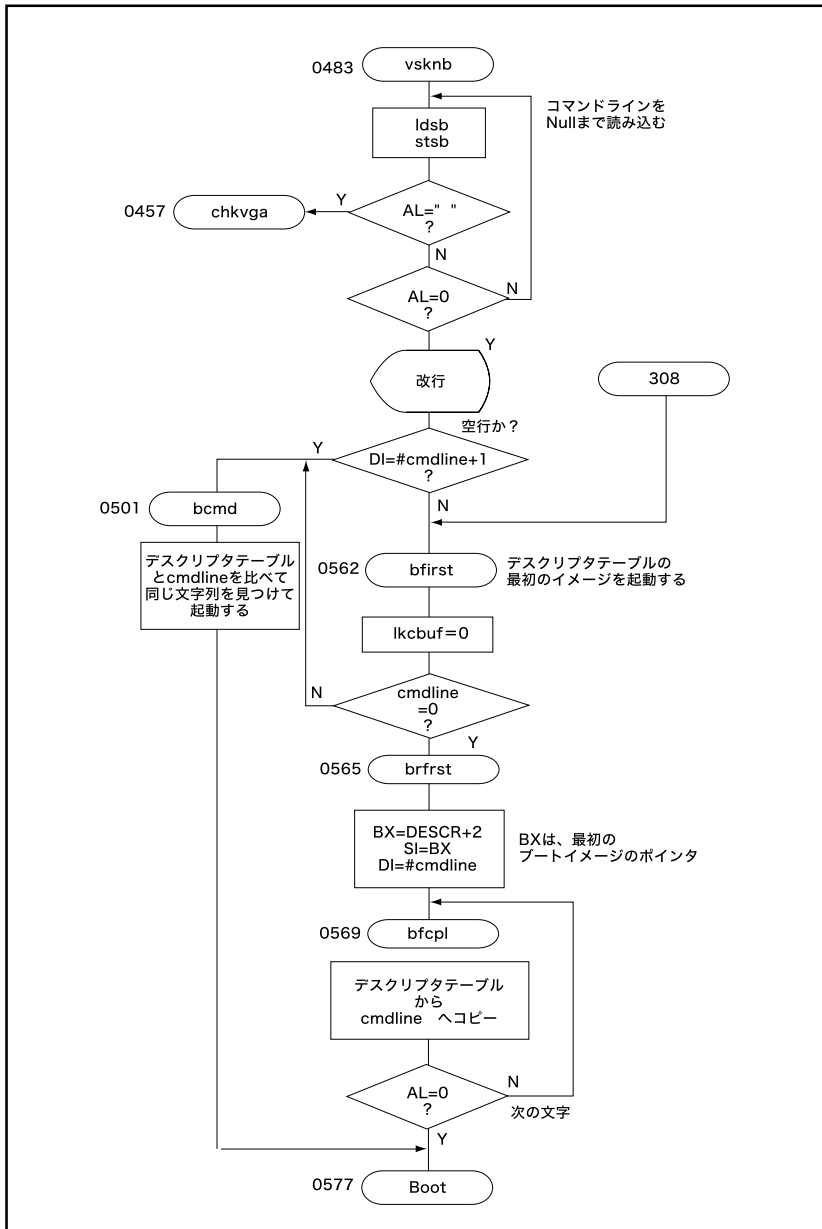 0483
vsknb
コマンドラインを
Nullまで読み込む
ldsb
stsb
0457
chkvga
Y
AL=" "
?
N
AL=0
?
N
Y
改行
308
空行か？
Y
DI=#cmdline+1
?
N
0501
bcmd
デスクリプタテーブル
とcmdlineを比べて
同じ文字列を見つけて
起動する
0562
bfirst
デスクリプタテーブルの
最初のイメージを起動する
lkcbuf=0
N
cmdline
=0
?
Y
0565
brfrst
BX=DESCR+2
SI=BX
DI=#cmdline
BXは、最初の
ブートイメージのポインタ
0569
bfcpl
デスクリプタテーブル
から
cmdline　へコピー
AL=0
?
N
次の文字
Y
0577
Boot